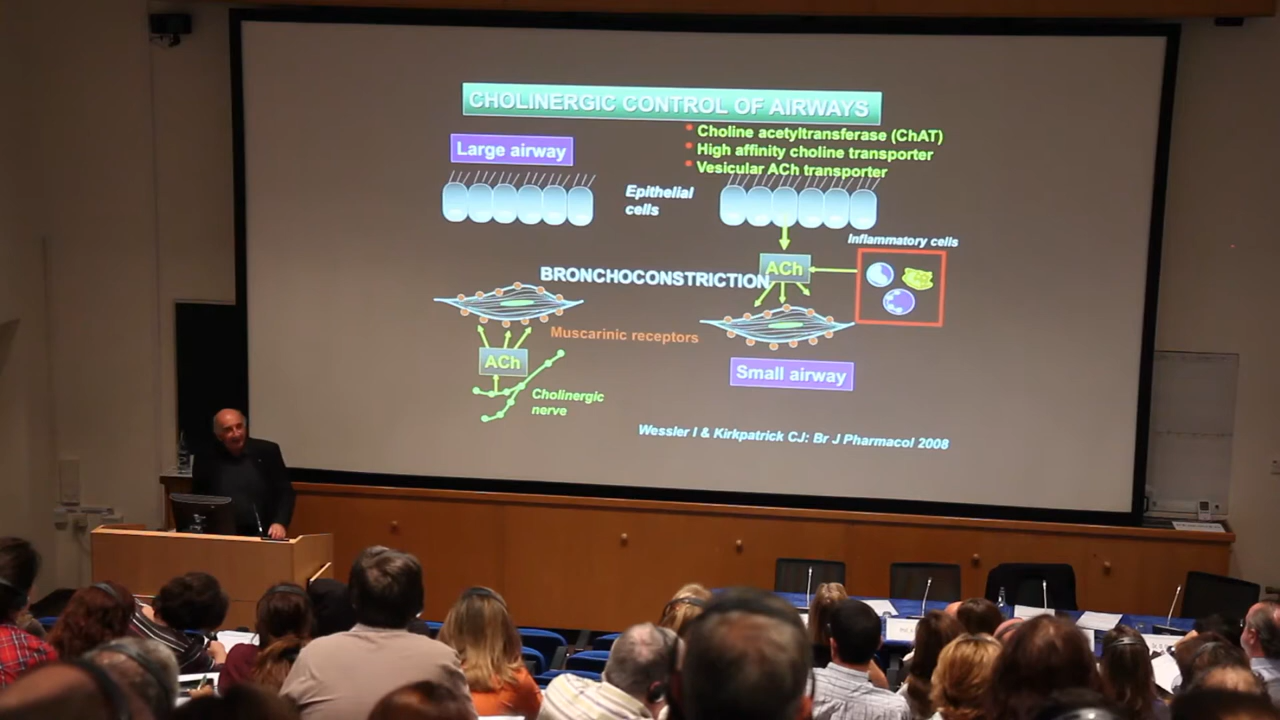 CHOLINERGIC CONTROL OF AIRWAYS
Large airway
* Choline acetyltransferase (ChAT)
* High affinity choline transporter
* Vesicular ACh transporter
Epithelial
cells
Inflammatory cells
ACh
BRONCHOCONSTRICTION
Muscarinic receptors
ACh
Small airway
Cholinergic
nerve
Wessler I & Kirkpatrick CJ: Br J Pharmacol 2008